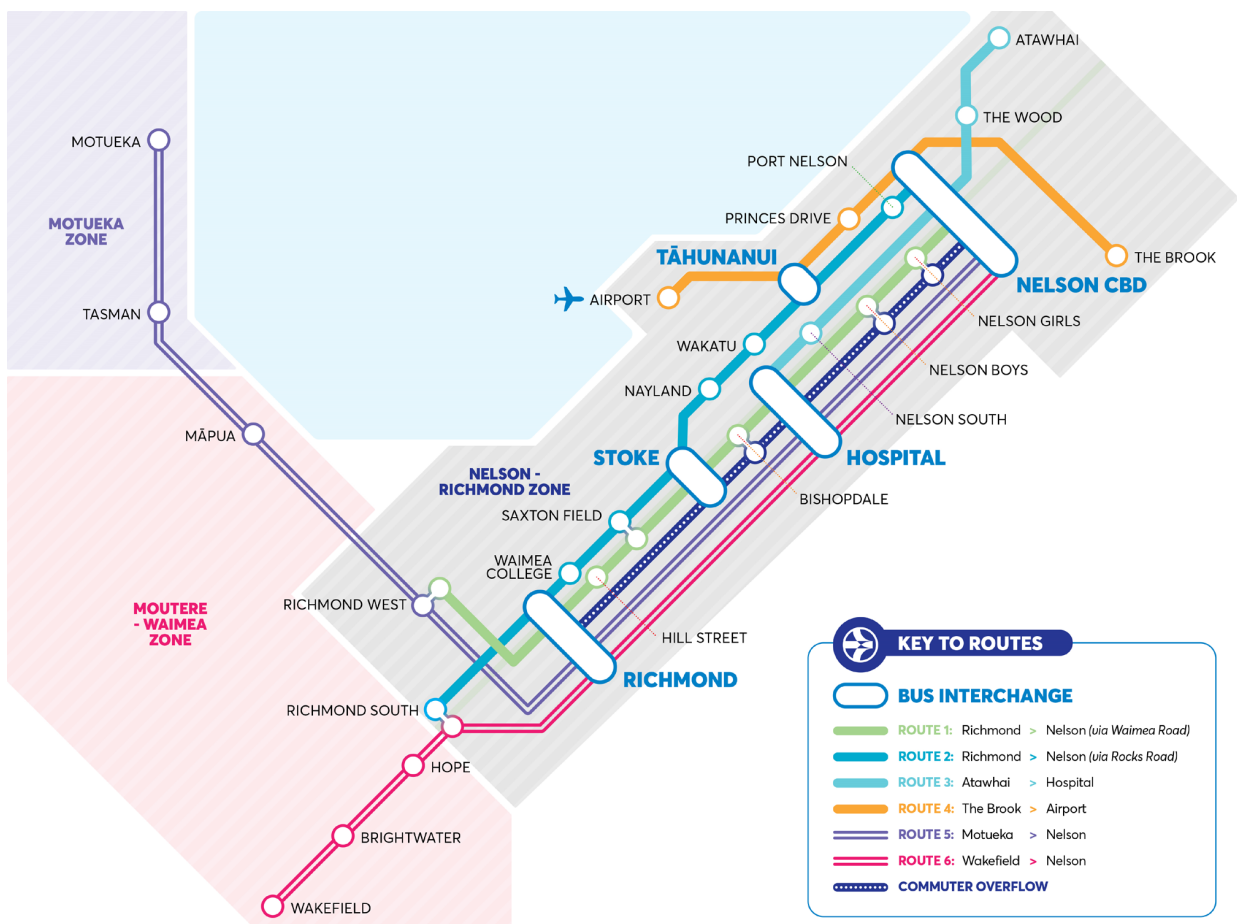 ATAWHAI
THE WOOD
MOTUEKA
PORT NELSON
MOTUEKA
ZONE
PRINCES DRIVE
TĀHUNANUI
THE BROOK
NELSON CBD
AIRPORT
TASMAN
NELSON GIRLS
WAKATU
NELSON BOYS
NAYLAND
NELSON SOUTH
MĀPUA
STOKE
HOSPITAL
NELSON -
RICHMOND ZONE
BISHOPDALE
SAXTON FIELD
WAIMEA
COLLEGE
RICHMOND WEST
MOUTERE
- WAIMEA
ZONE
HILL STREET
RICHMOND
RICHMOND SOUTH
HOPE
BRIGHTWATER
WAKEFIELD
KEY TO ROUTES
BUS INTERCHANGE
ROUTE 1: Richmond > Nelson (via Waimea Road)
ROUTE 2: Richmond > Nelson (via Rocks Road)
ROUTE 3: Atawhai > Hospital
ROUTE 4: The Brook > Airport
ROUTE 5: Motueka > Nelson
ROUTE 6: Wakefield > Nelson
COMMUTER OVERFLOW